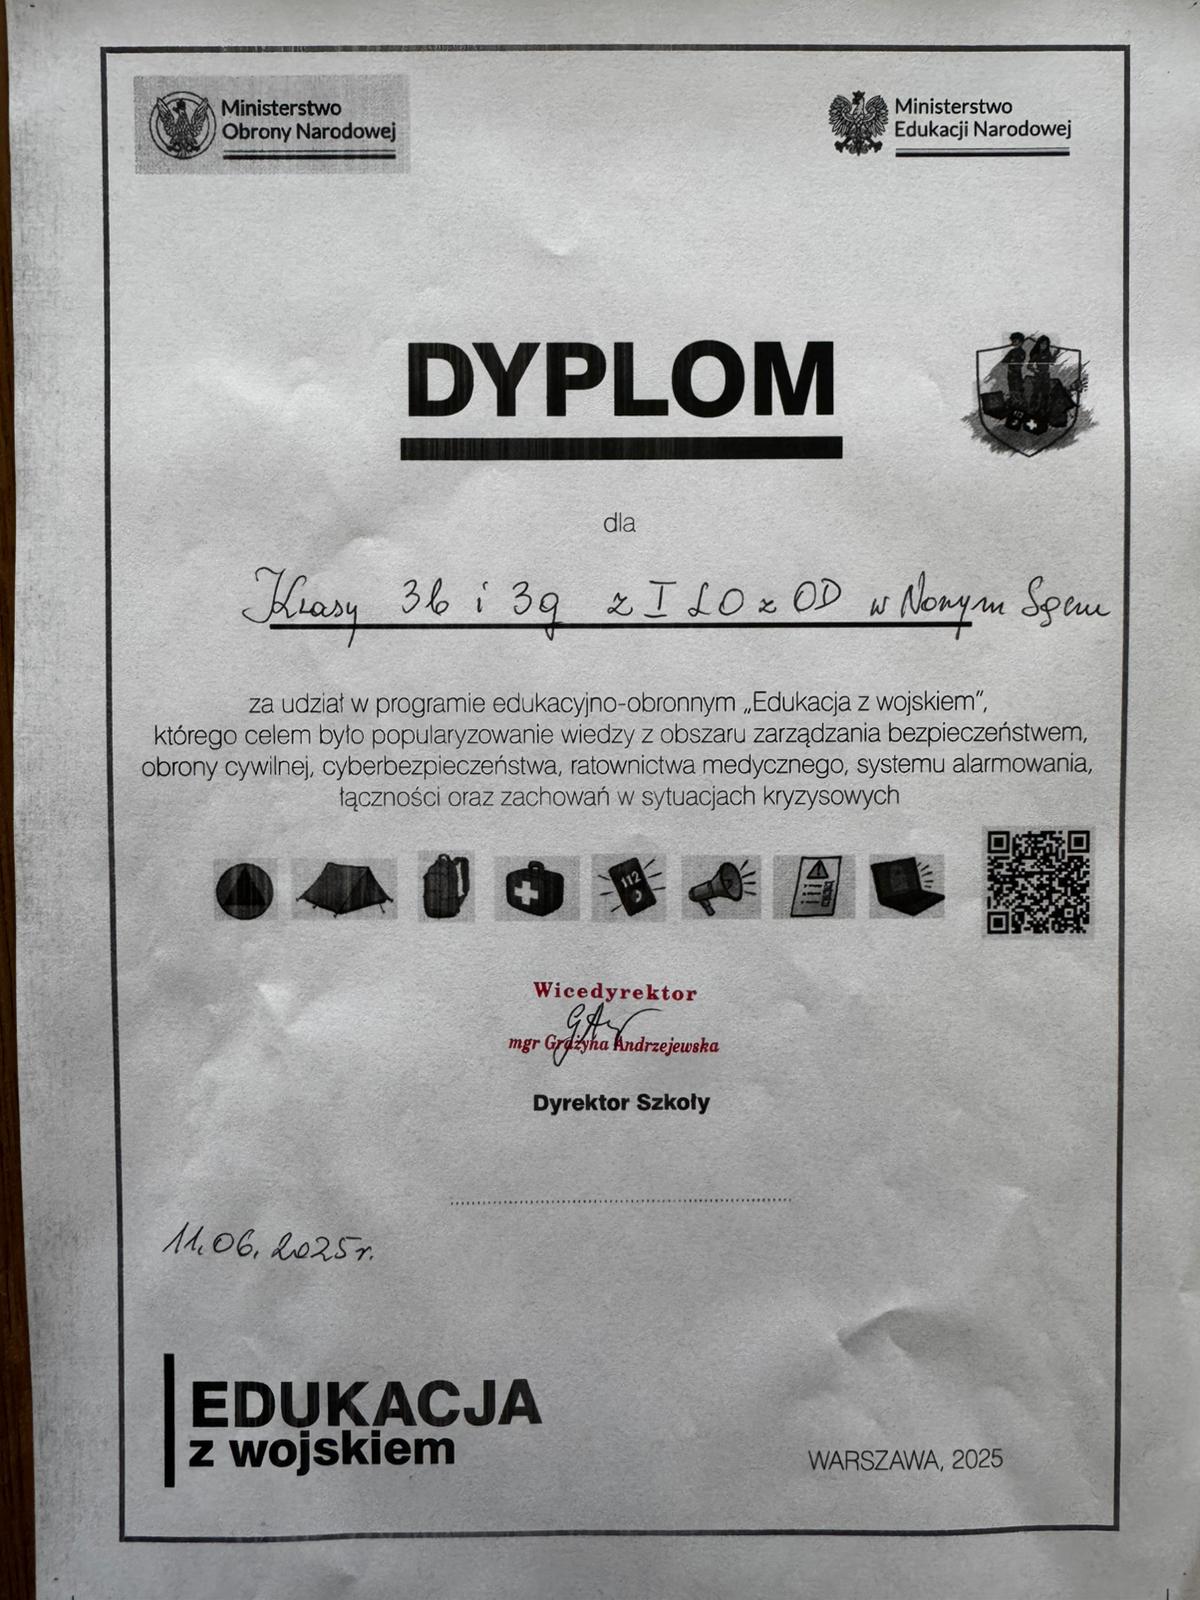 Ministerstwo
Obrony Narodowej
Ministerstwo
Edukacji Narodowej
DYPLOM
dla
Klasy 3b i 3g z I LO z OD w Nowym Sączu
za udział w programie edukacyjno-obronnym „Edukacja z wojskiem”,
którego celem było popularyzowanie wiedzy z obszaru zarządzania bezpieczeństwem,
obrony cywilnej, cyberbezpieczeństwa, ratownictwa medycznego, systemu alarmowania,
łączności oraz zachowań w sytuacjach kryzysowych
112
Wicedyrektor
mgr Grażyna Andrzejewska
Dyrektor Szkoły
11.06.2025r.
EDUKACJA
z wojskiem
WARSZAWA, 2025